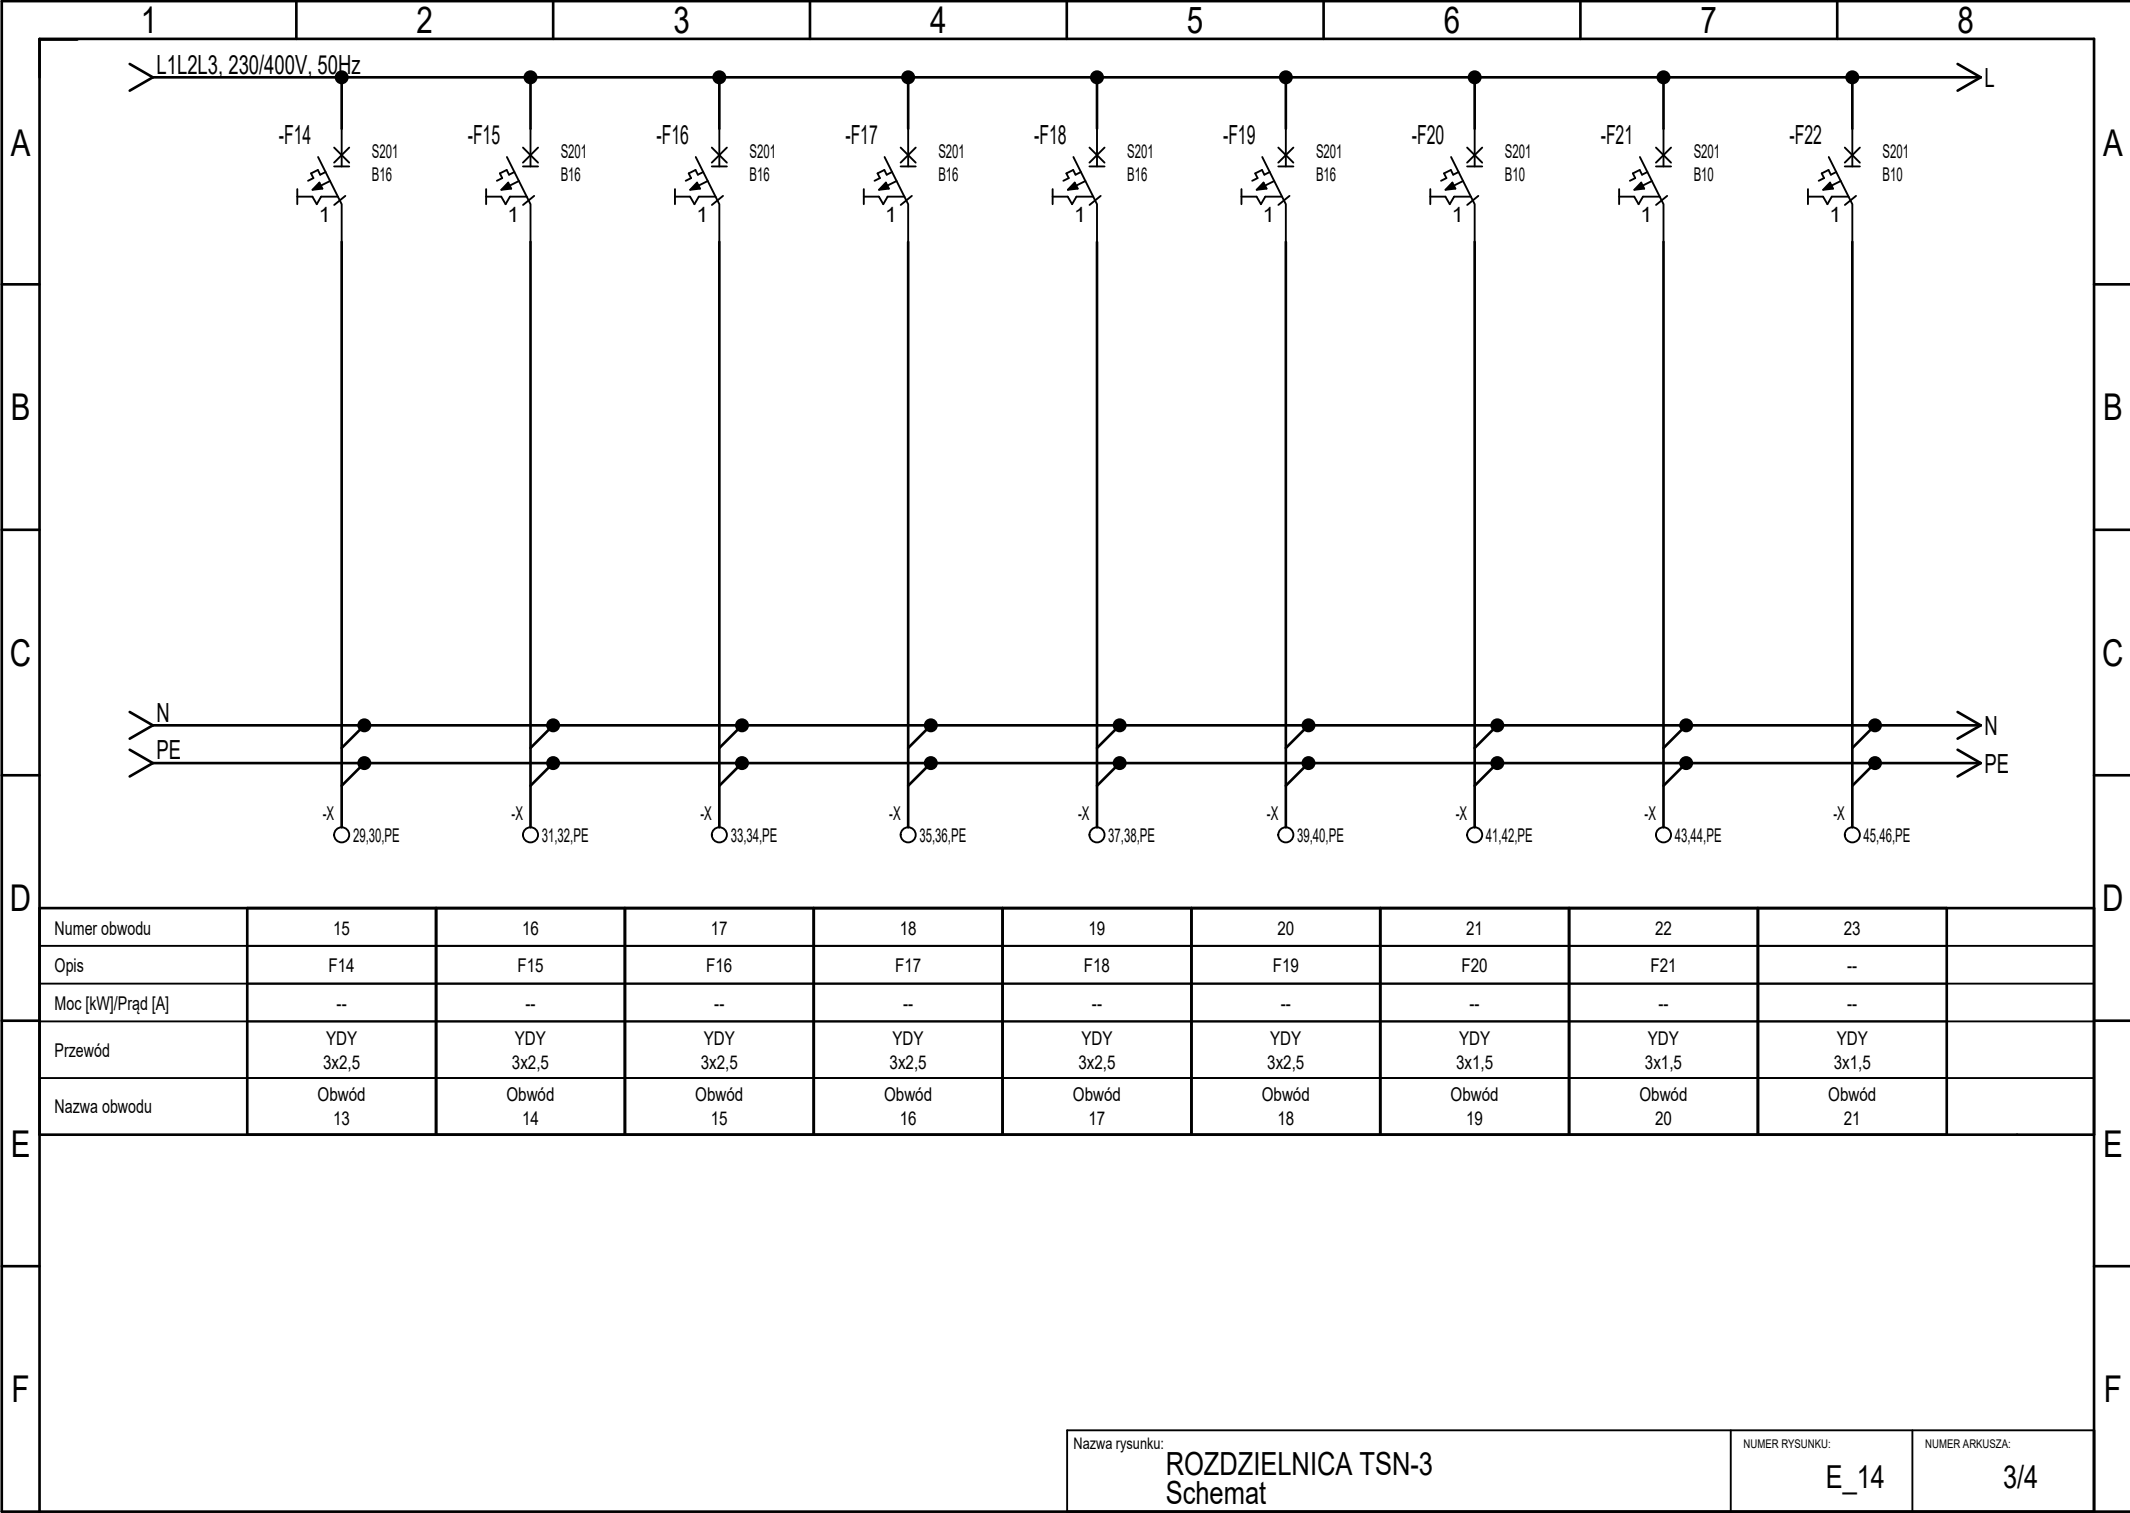 1 2 3 4 5 6 7 8
L1L2L3, 230/400V, 50Hz
L
A A
-F14 -F15 -F16 -F17 -F18 -F19 -F20 -F21 -F22
S201 S201 S201 S201 S201 S201 S201 S201 S201
B16 B16 B16 B16 B16 B16 B10 B10 B10
1 1 1 1 1 1 1 1 1
B B
C C
N N
PE PE
-X -X -X -X -X -X -X -X -X
29,30,PE 31,32,PE 33,34,PE 35,36,PE 37,38,PE 39,40,PE 41,42,PE 43,44,PE 45,46,PE
D D
Numer obwodu 15 16 17 18 19 20 21 22 23
Opis F14 F15 F16 F17 F18 F19 F20 F21 --
Moc [kW]/Prąd [A] -- -- -- -- -- -- -- -- --
Przewód YDY YDY YDY YDY YDY YDY YDY YDY YDY
3x2,5 3x2,5 3x2,5 3x2,5 3x2,5 3x2,5 3x1,5 3x1,5 3x1,5
Nazwa obwodu Obwód Obwód Obwód Obwód Obwód Obwód Obwód Obwód Obwód
13 14 15 16 17 18 19 20 21
E E
F F
Nazwa rysunku:
ROZDZIELNICA TSN-3
Schemat
NUMER RYSUNKU:
E_14
NUMER ARKUSZA:
3/4